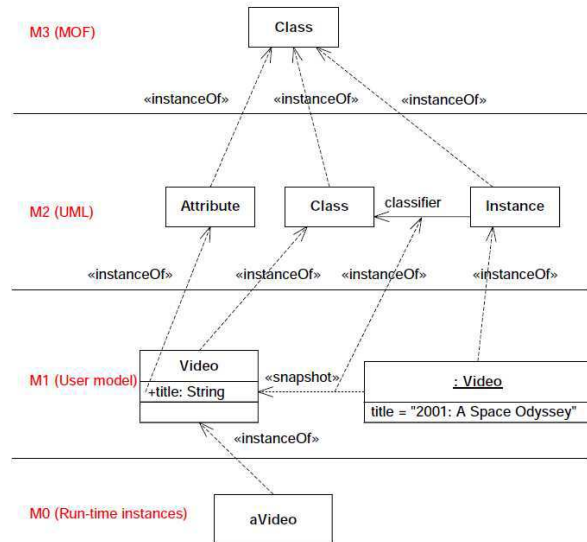 M3 (MOF)
Class
«instanceOf»
«instanceOf»
«instanceOf»
M2 (UML)
Attribute
Class
classifier
Instance
«instanceOf»
«instanceOf»
«instanceOf»
«instanceOf»
M1 (User model)
Video
+title: String
«snapshot»
: Video
title = "2001: A Space Odyssey"
«instanceOf»
M0 (Run-time instances)
aVideo